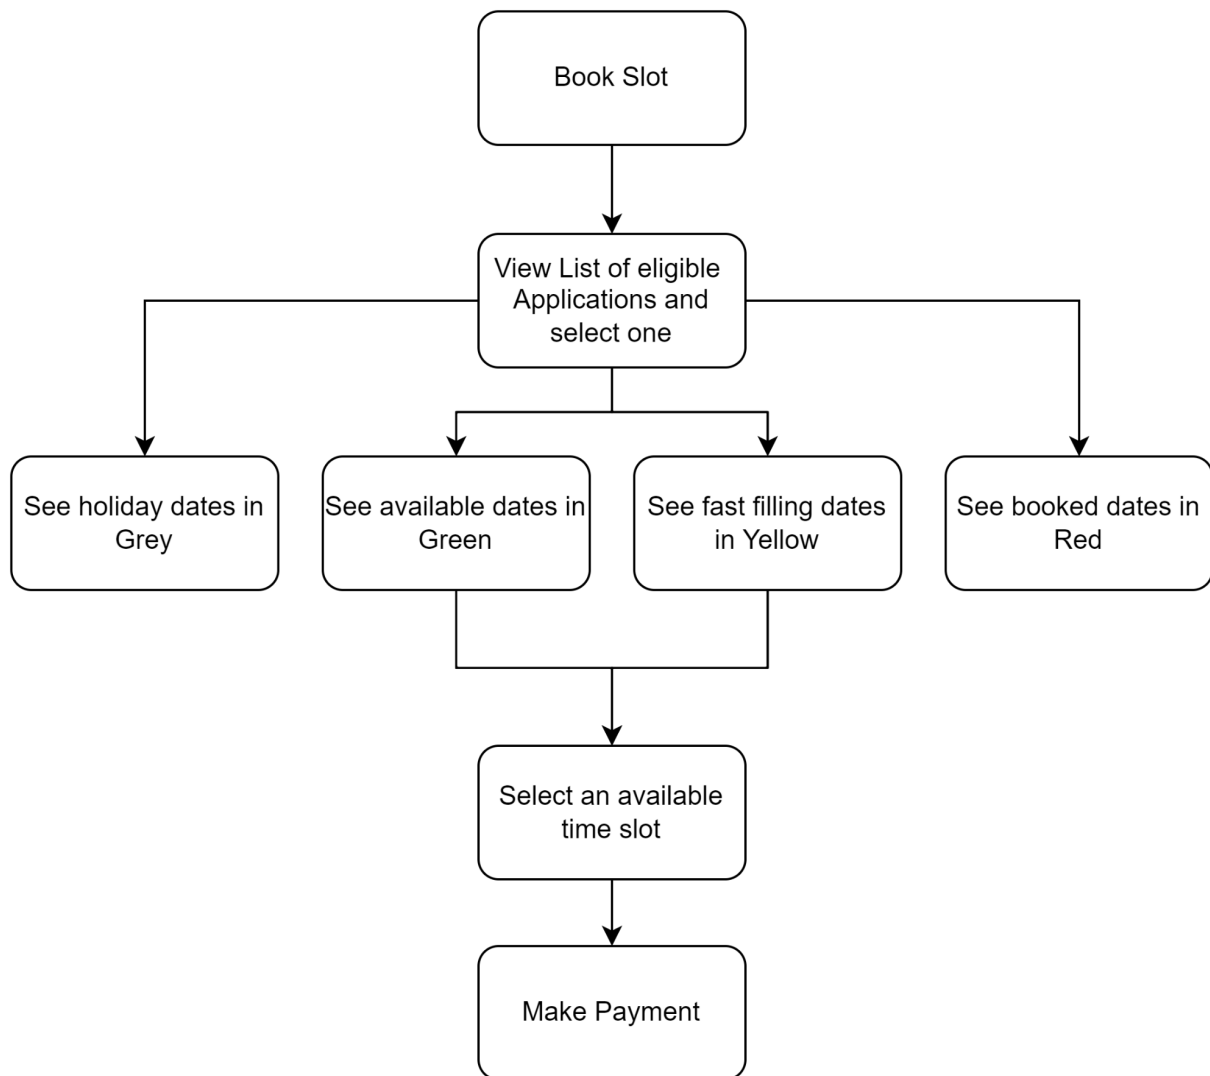 Book Slot
View List of eligible
Applications and
select one
See holiday dates in
Grey
See available dates in
Green
See fast filling dates
in Yellow
See booked dates in
Red
Select an available
time slot
Make Payment